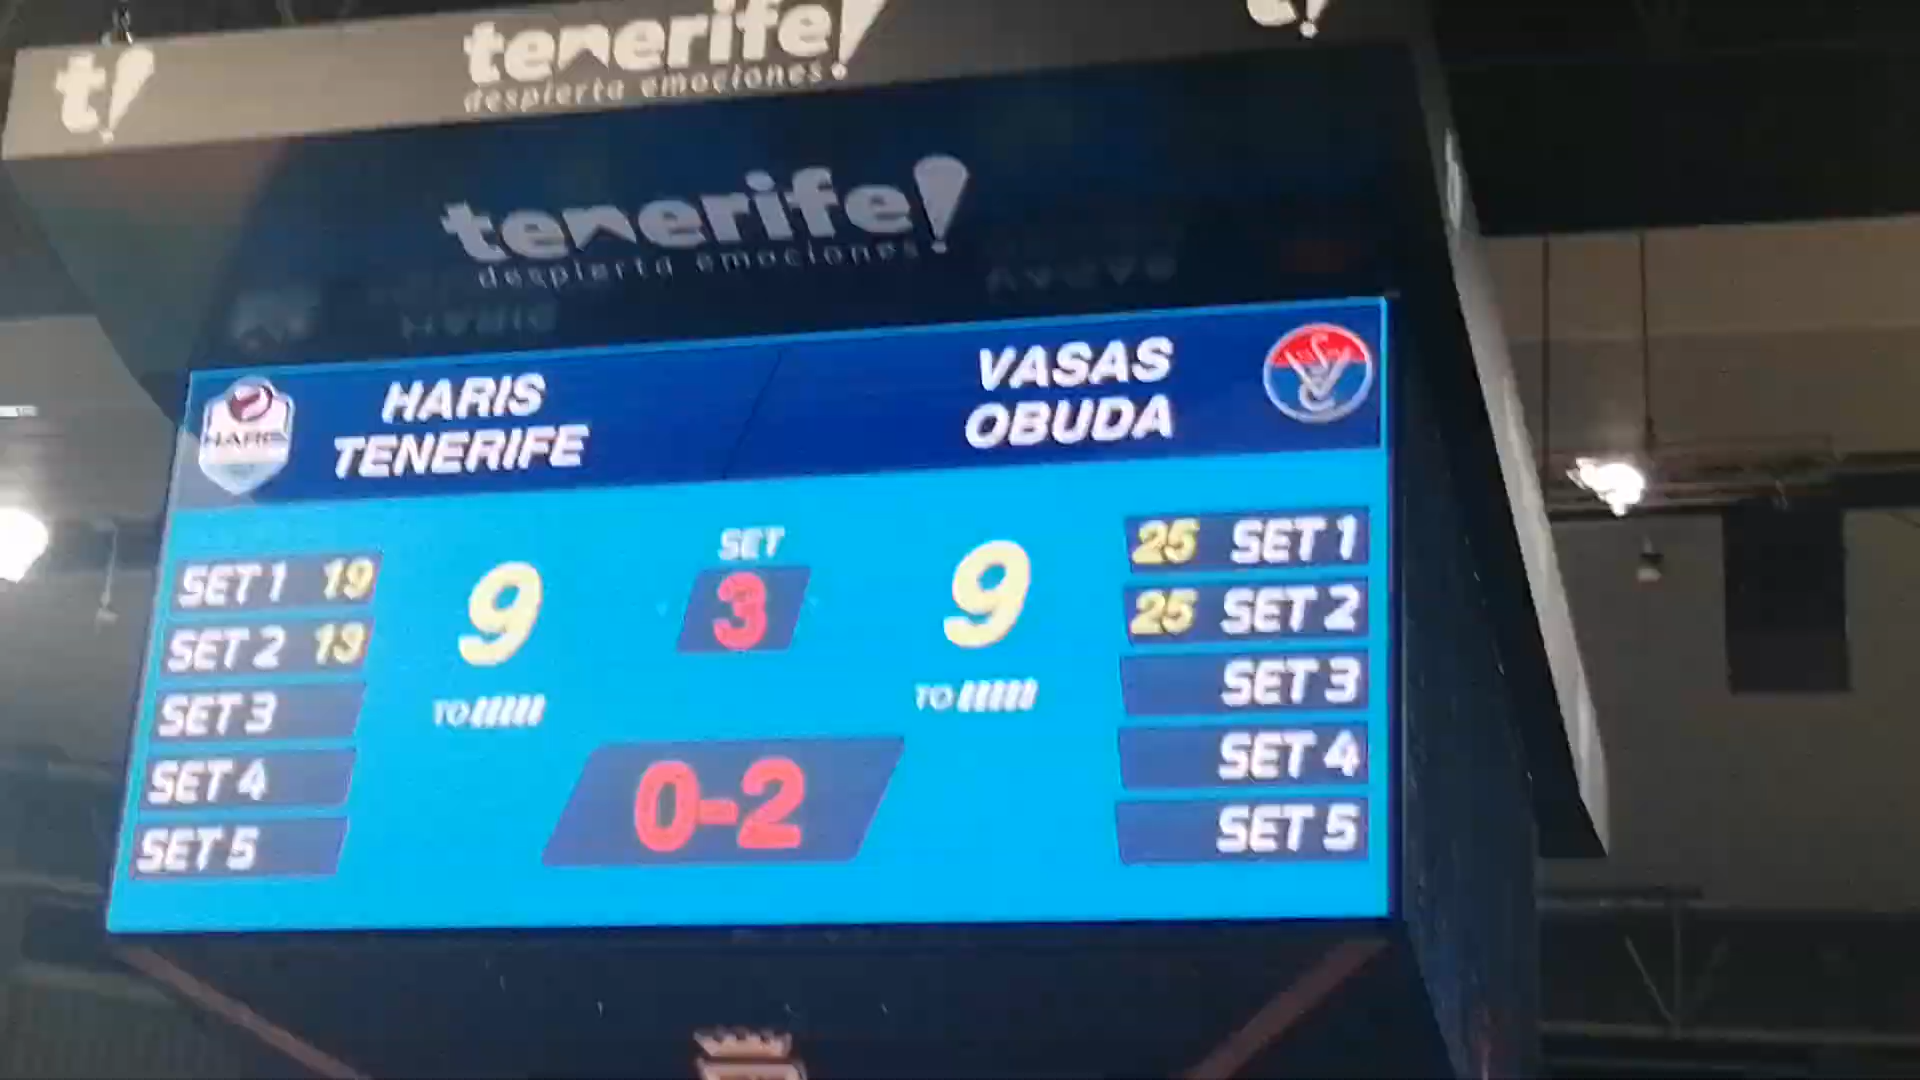 t!
tenerife!
despierta emociones
tenerife!
despierta emociones
HARIS
HARIS
TENERIFE
VASAS
OBUDA
SET 1 19
SET 2 13
SET 3
SET 4
SET 5
9
TO
SET
3
9
TO
0-2
25 SET 1
25 SET 2
SET 3
SET 4
SET 5